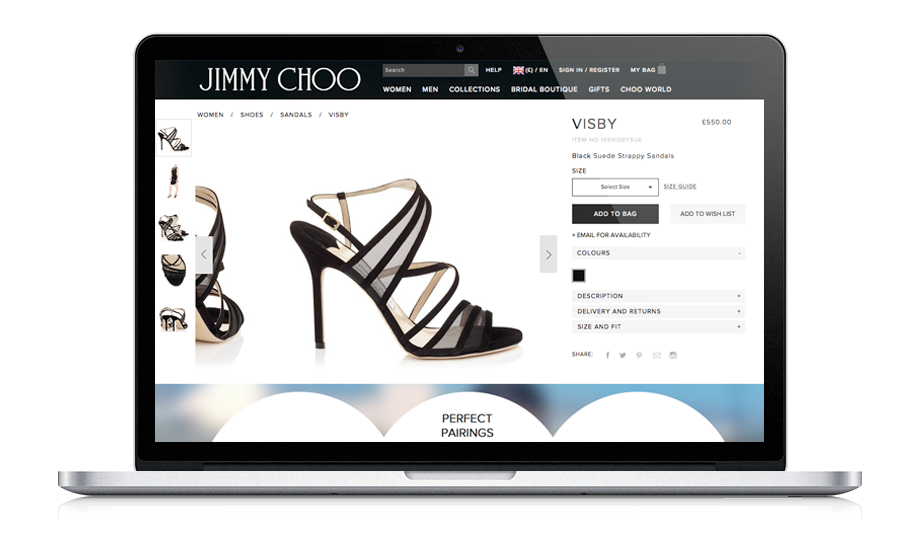 JIMMY CHOO
Search
HELP
(£) / EN
SIGN IN / REGISTER
MY BAG
WOMEN MEN COLLECTIONS BRIDAL BOUTIQUE GIFTS CHOO WORLD
WOMEN / SHOES / SANDALS / VISBY
VISBY
£550.00
ITEM NO.143VISBYSUE
Black Suede Strappy Sandals
SIZE
Select Size
SIZE GUIDE
ADD TO BAG
ADD TO WISH LIST
+ EMAIL FOR AVAILABILITY
COLOURS -
DESCRIPTION +
DELIVERY AND RETURNS +
SIZE AND FIT +
SHARE:
PERFECT
PAIRINGS